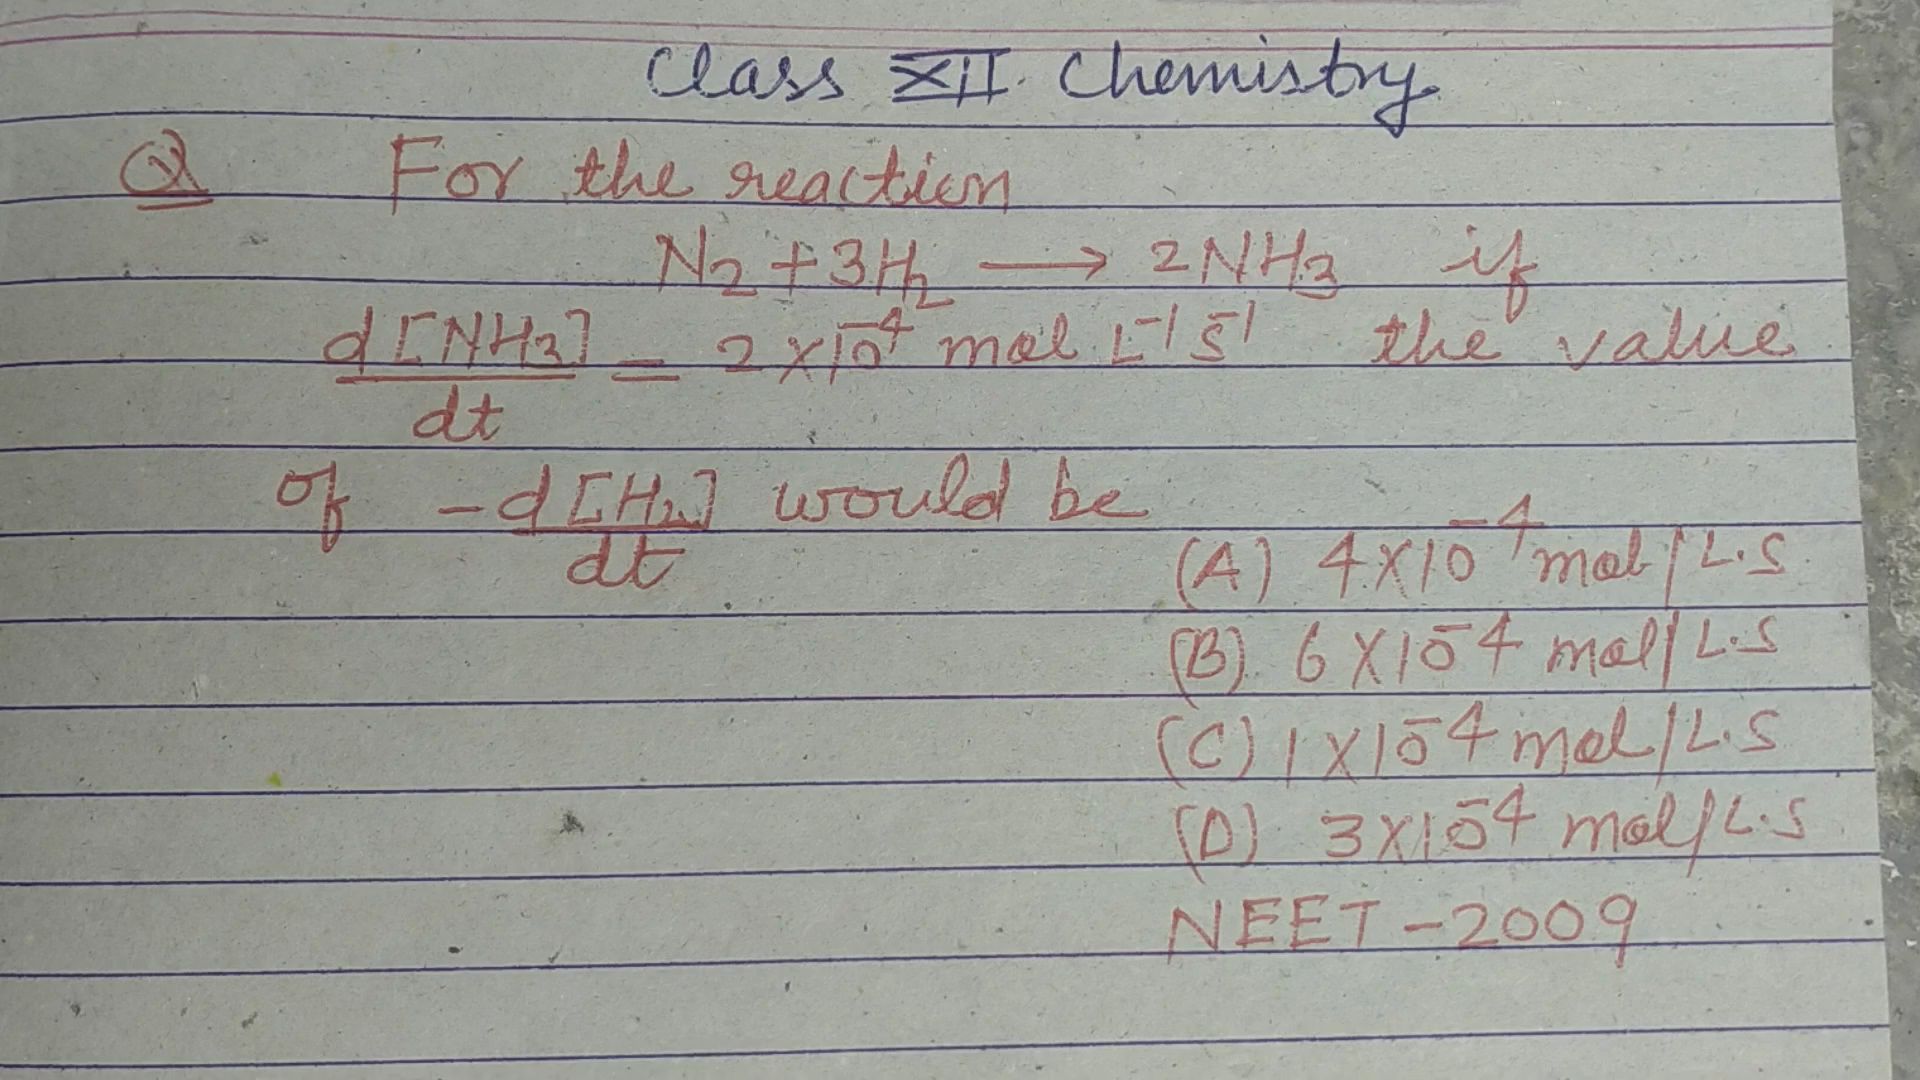 Class XII Chemistry
Q For the reaction
N₂ + 3H₂ ⟶ 2NH₃ if
d[NH₃]/dt = 2×10⁻⁴ mol L⁻¹ S⁻¹ the value
of -d[H₂]/dt would be
(A) 4×10⁻⁴ mol/L.S
(B) 6×10⁻⁴ mol/L.S
(C) 1×10⁻⁴ mol/L.S
(D) 3×10⁻⁴ mol/L.S
NEET-2009